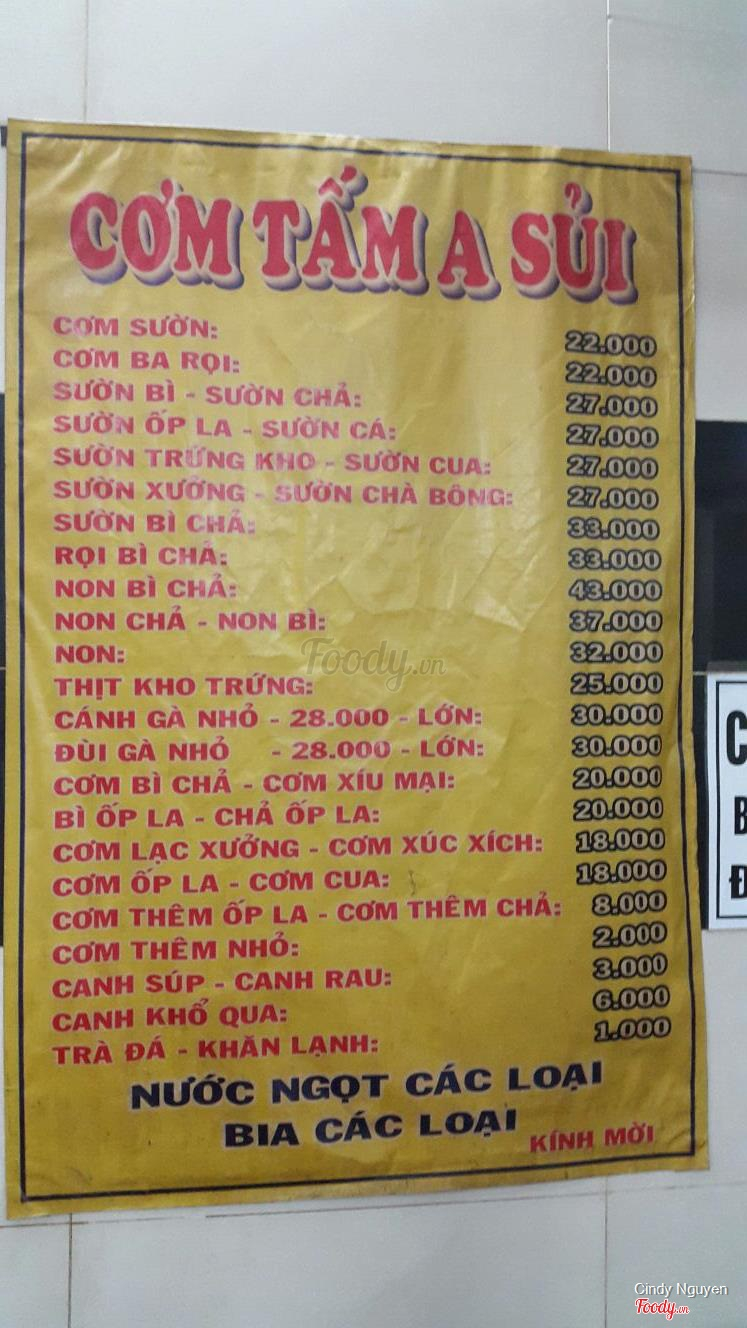 CƠM TẤM A SỦI
CƠM SƯỜN: 22.000
CƠM BA RỌI: 22.000
SƯỜN BÌ - SƯỜN CHẢ: 27.000
SƯỜN ỐP LA - SƯỜN CÁ: 27.000
SƯỜN TRỨNG KHO - SƯỜN CUA: 27.000
SƯỜN XƯỞNG - SƯỜN CHÀ BÔNG: 27.000
SƯỜN BÌ CHẢ: 33.000
RỌI BÌ CHẢ: 33.000
NON BÌ CHẢ: 43.000
NON CHẢ - NON BÌ: 37.000
NON: 32.000
THỊT KHO TRỨNG: 25.000
CÁNH GÀ NHỎ - 28.000 - LỚN: 30.000
ĐÙI GÀ NHỎ - 28.000 - LỚN: 30.000
CƠM BÌ CHẢ - CƠM XÍU MẠI: 20.000
BÌ ỐP LA - CHẢ ỐP LA: 20.000
CƠM LẠC XƯỞNG - CƠM XÚC XÍCH: 18.000
CƠM ỐP LA - CƠM CUA: 18.000
CƠM THÊM ỐP LA - CƠM THÊM CHẢ: 8.000
CƠM THÊM NHỎ: 2.000
CANH SÚP - CANH RAU: 3.000
CANH KHỔ QUA: 6.000
TRÀ ĐÁ - KHĂN LẠNH: 1.000
NƯỚC NGỌT CÁC LOẠI
BIA CÁC LOẠI
KÍNH MỜI
Foody.vn
Cindy Nguyen
Foody.vn